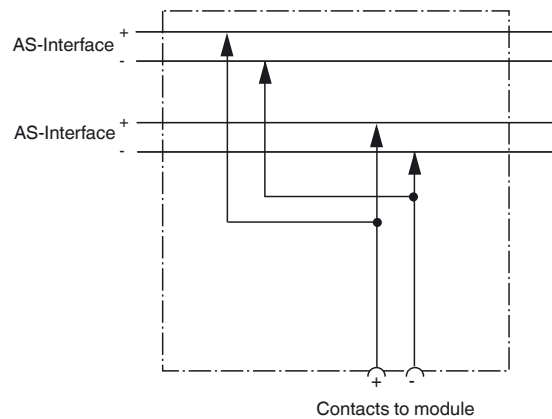 AS-Interface +
-
AS-Interface +
-
+ -
Contacts to module